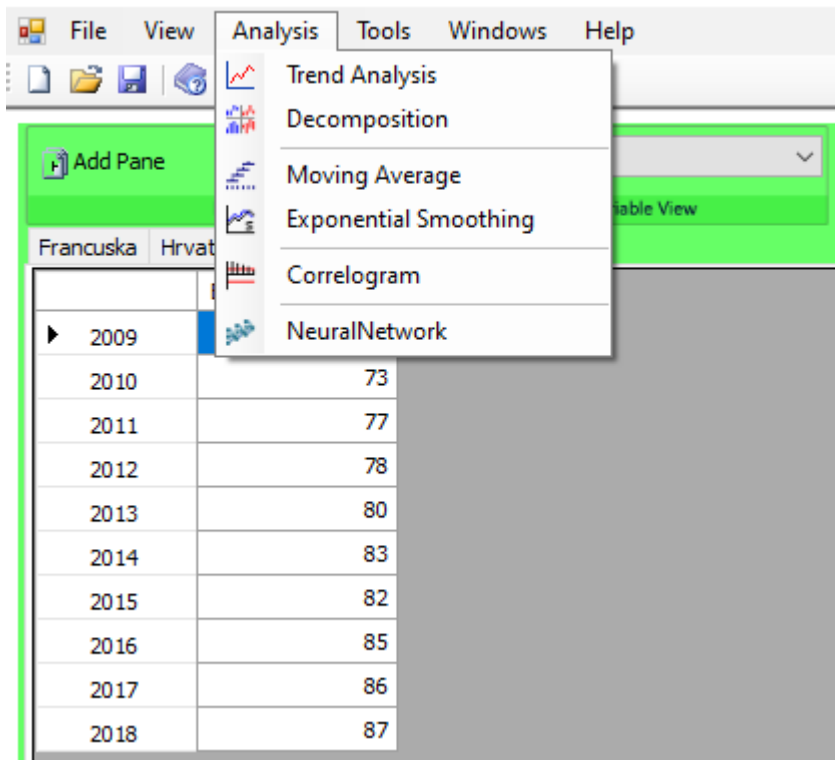 File View Analysis Tools Windows Help
Trend Analysis
Decomposition
Moving Average
Exponential Smoothing
Correlogram
NeuralNetwork
Add Pane
View
Francuska
2009
2010 73
2011 77
2012 78
2013 80
2014 83
2015 82
2016 85
2017 86
2018 87